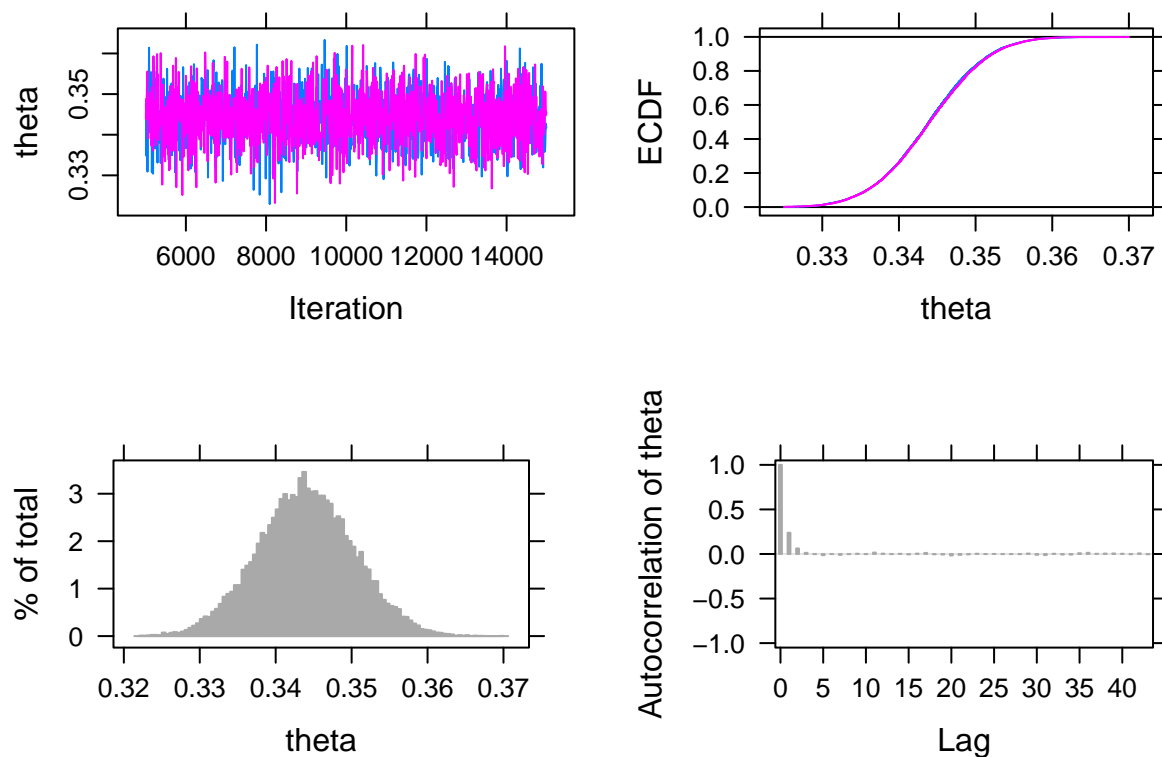 theta
0.33
0.35
6000 8000 10000 12000 14000
Iteration
ECDF
1.0
0.8
0.6
0.4
0.2
0.0
0.33 0.34 0.35 0.36 0.37
theta
% of total
3
2
1
0
0.32 0.33 0.34 0.35 0.36 0.37
theta
Autocorrelation of theta
1.0
0.5
0.0
−0.5
−1.0
0 5 10 15 20 25 30 35 40
Lag